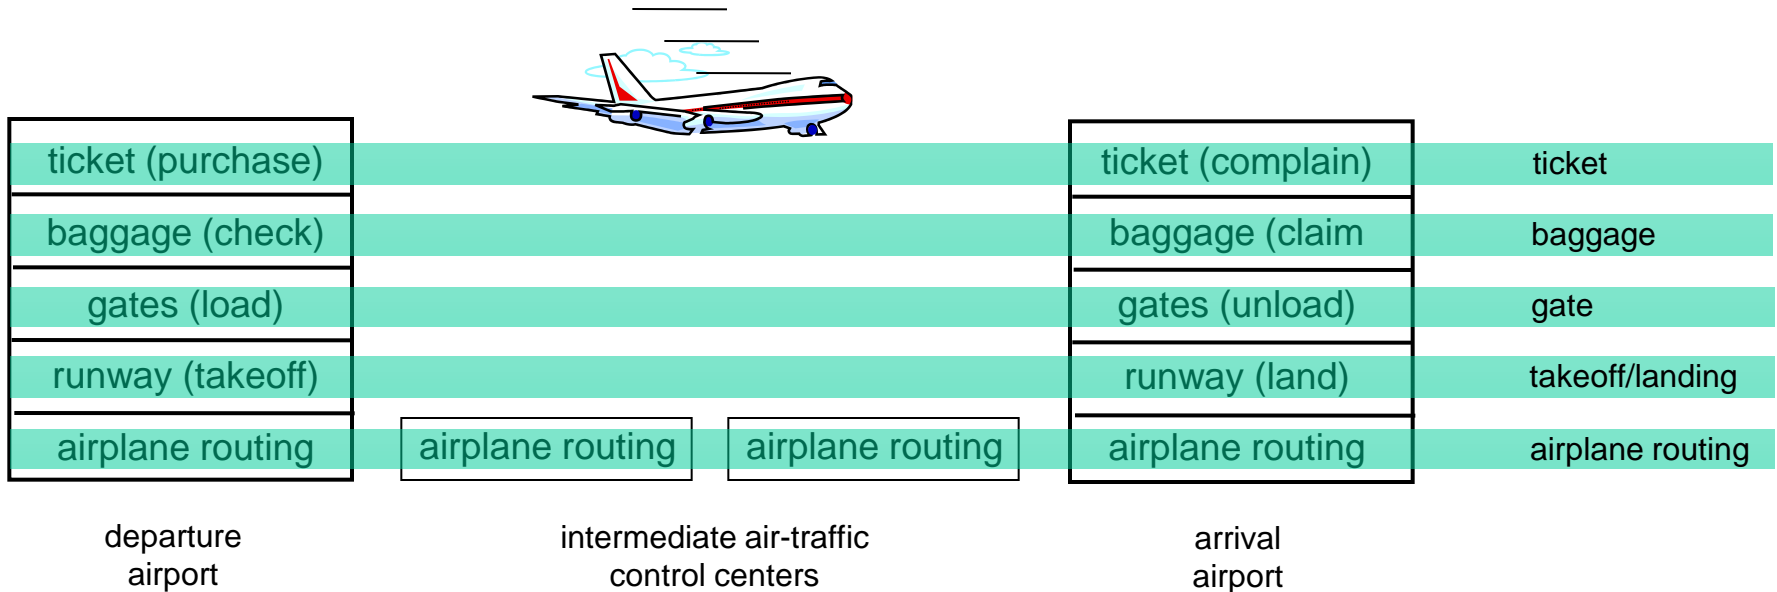 ticket (purchase) ticket (complain) ticket
baggage (check) baggage (claim baggage
gates (load) gates (unload) gate
runway (takeoff) runway (land) takeoff/landing
airplane routing airplane routing airplane routing airplane routing airplane routing
departure
airport
intermediate air-traffic
control centers
arrival
airport